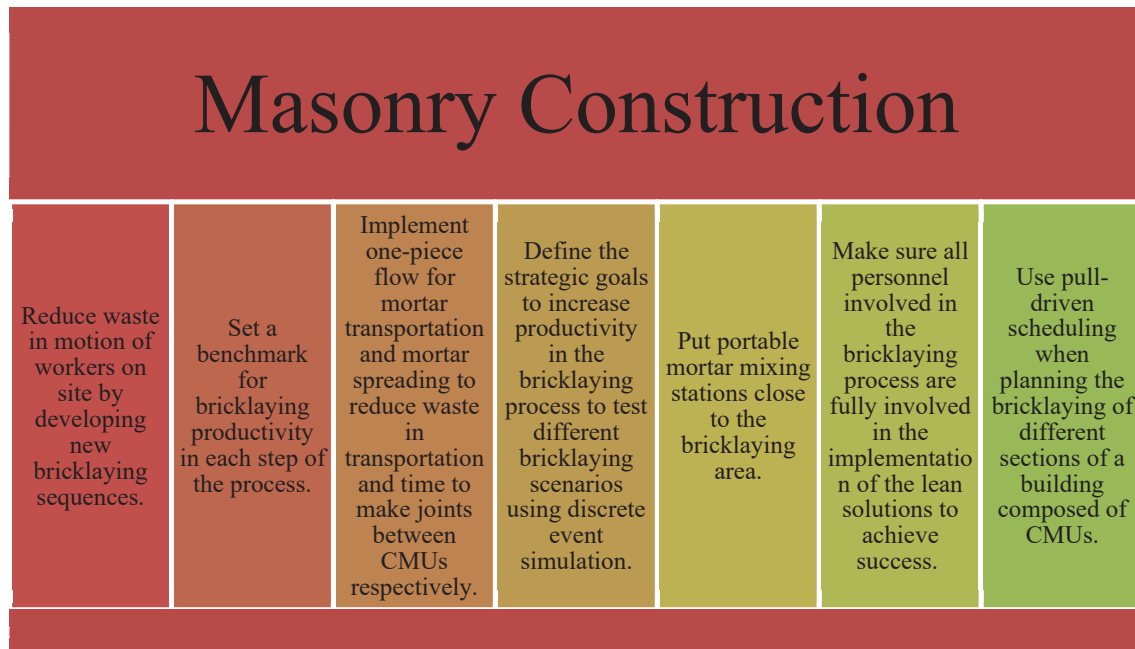 Masonry Construction
Reduce waste
in motion of
workers on
site by
developing
new
bricklaying
sequences.
Set a
benchmark
for
bricklaying
productivity
in each step of
the process.
Implement
one-piece
flow for
mortar
transportation
and mortar
spreading to
reduce waste
in
transportation
and time to
make joints
between
CMUs
respectively.
Define the
strategic goals
to increase
productivity
in the
bricklaying
process to test
different
bricklaying
scenarios
using discrete
event
simulation.
Put portable
mortar mixing
stations close
to the
bricklaying
area.
Make sure all
personnel
involved in
the
bricklaying
process are
fully involved
in the
implementatio
n of the lean
solutions to
achieve
success.
Use pull-
driven
scheduling
when
planning the
bricklaying of
different
sections of a
building
composed of
CMUs.